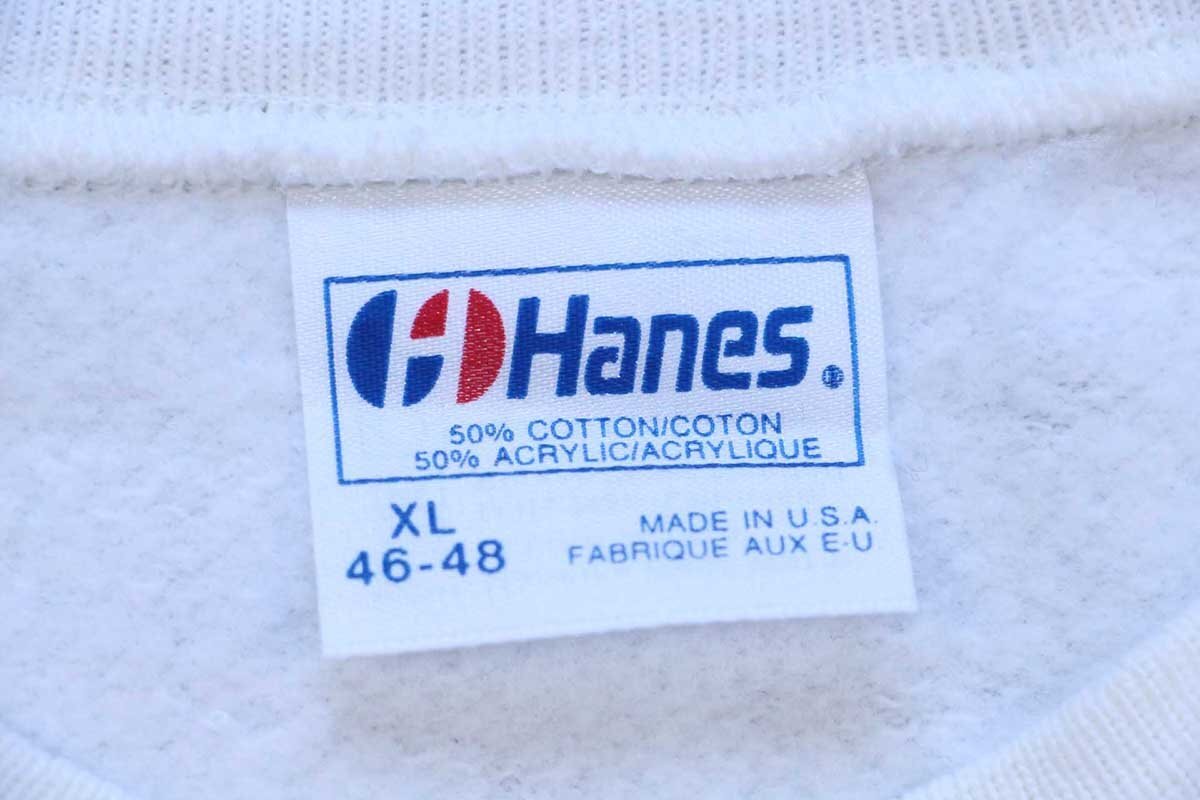 Hanes®
50% COTTON/COTON
50% ACRYLIC/ACRYLIQUE
XL
46-48
MADE IN U.S.A.
FABRIQUE AUX E-U